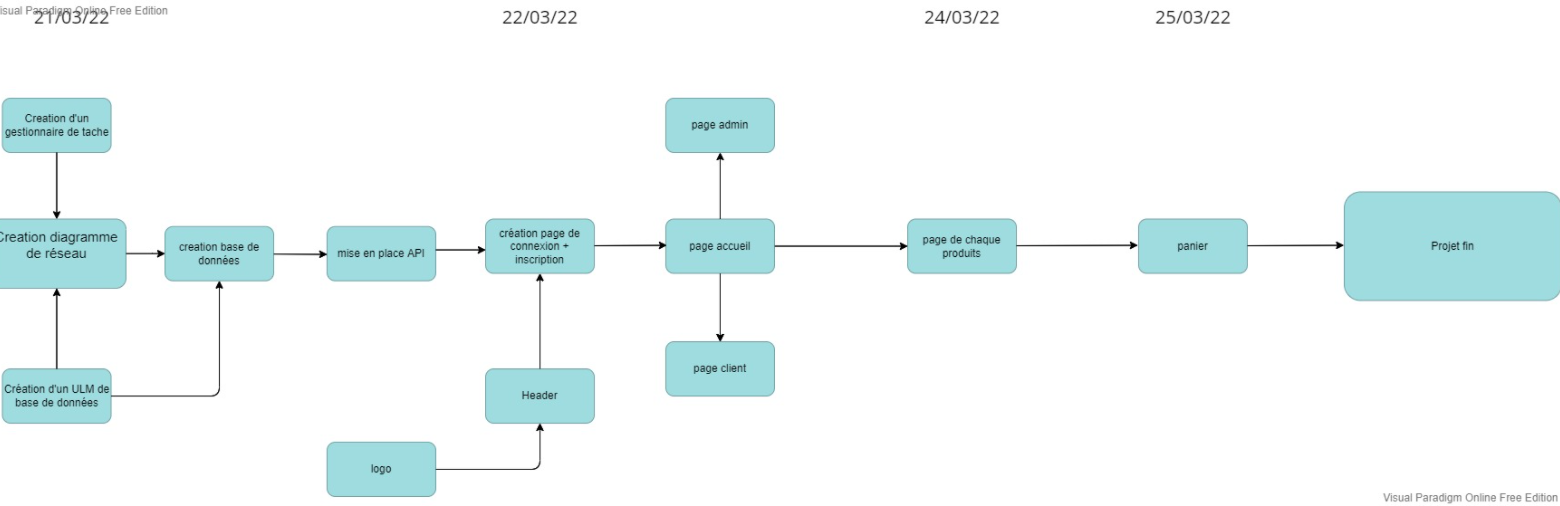 isual Paradigm Online Free Edition
21/03/22
22/03/22
24/03/22
25/03/22
Creation d'un
gestionnaire de tache
page admin
Creation diagramme
de réseau
creation base de
données
mise en place API
création page de
connexion +
inscription
page accueil
page de chaque
produits
panier
Projet fin
Création d'un ULM de
base de données
Header
page client
logo
Visual Paradigm Online Free Edition